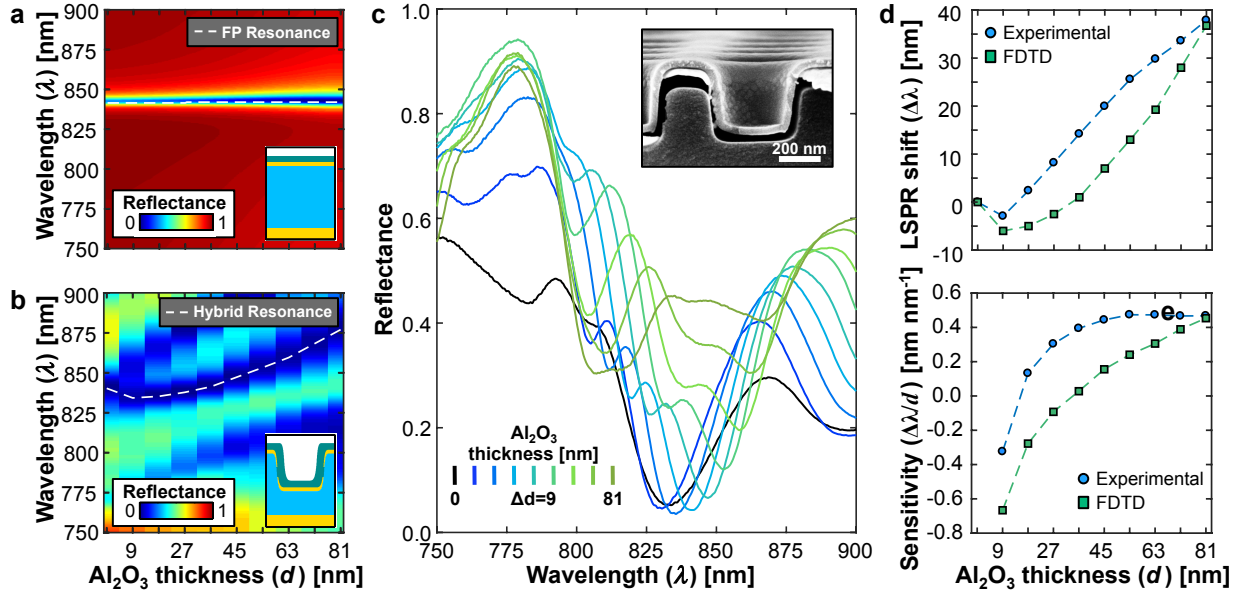 a
900
875
850
825
800
775
750
Wavelength (λ) [nm]
FP Resonance
Reflectance
0 1
b
900
875
850
825
800
775
750
Wavelength (λ) [nm]
Hybrid Resonance
Reflectance
0 1
9 27 45 63 81
Al2O3 thickness (d) [nm]
c
1.0
0.8
0.6
0.4
0.2
0.0
Reflectance
200 nm
Al2O3
thickness [nm]
0 Δd=9 81
750 775 800 825 850 875 900
Wavelength (λ) [nm]
d
40
30
20
10
0
-10
LSPR shift (Δλ) [nm]
Experimental
FDTD
e
0.6
0.4
0.2
0.0
-0.2
-0.4
-0.6
-0.8
Sensitivity (Δλ/d) [nm nm-1]
Experimental
FDTD
9 27 45 63 81
Al2O3 thickness (d) [nm]